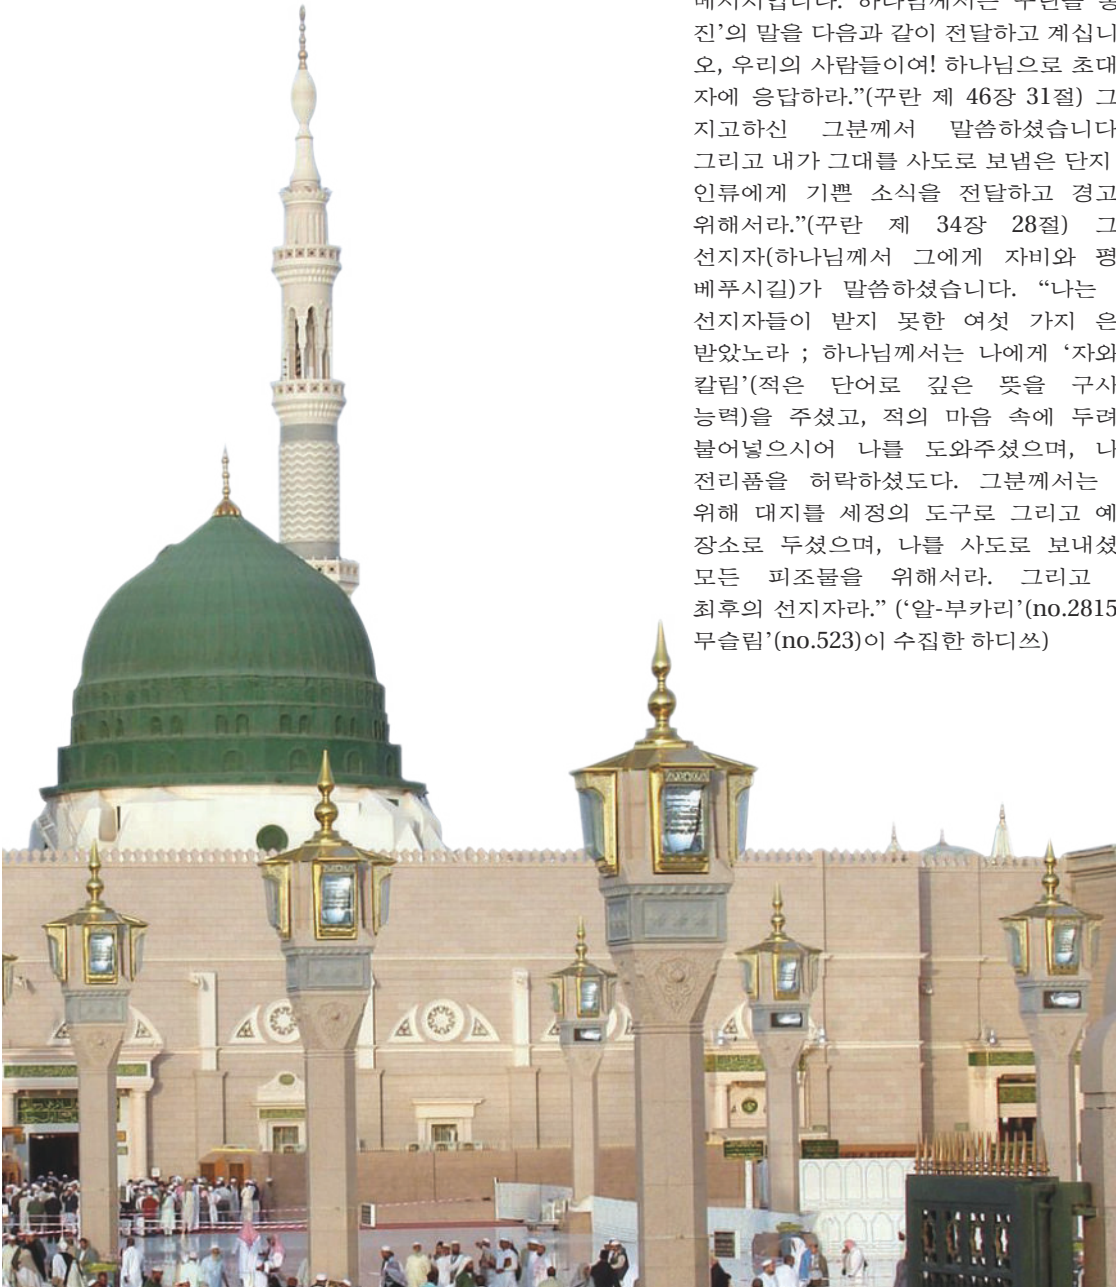 진'의 말을 다음과 같이 전달하고 계십니
오, 우리의 사람들이여! 하나님으로 초대
자에 응답하라.”(꾸란 제 46장 31절) 그
지고하신 그분께서 말씀하셨습니다
그리고 내가 그대를 사도로 보냄은 단지
인류에게 기쁜 소식을 전달하고 경고
위해서라.”(꾸란 제 34장 28절) 그
선지자(하나님께서 그에게 자비와 평
베푸시길)가 말씀하셨습니다. “나는
선지자들이 받지 못한 여섯 가지 은
받았노라 ; 하나님께서는 나에게 ‘자와
칼림’(적은 단어로 깊은 뜻을 구사
능력)을 주셨고, 적의 마음 속에 두려
불어넣으시어 나를 도와주셨으며, 나
전리품을 허락하셨도다. 그분께서는
위해 대지를 세정의 도구로 그리고 예
장소로 두셨으며, 나를 사도로 보내셨
모든 피조물을 위해서라. 그리고
최후의 선지자라.” (‘알-부카리’(no.2815
무슬림’(no.523)이 수집한 하디쓰)